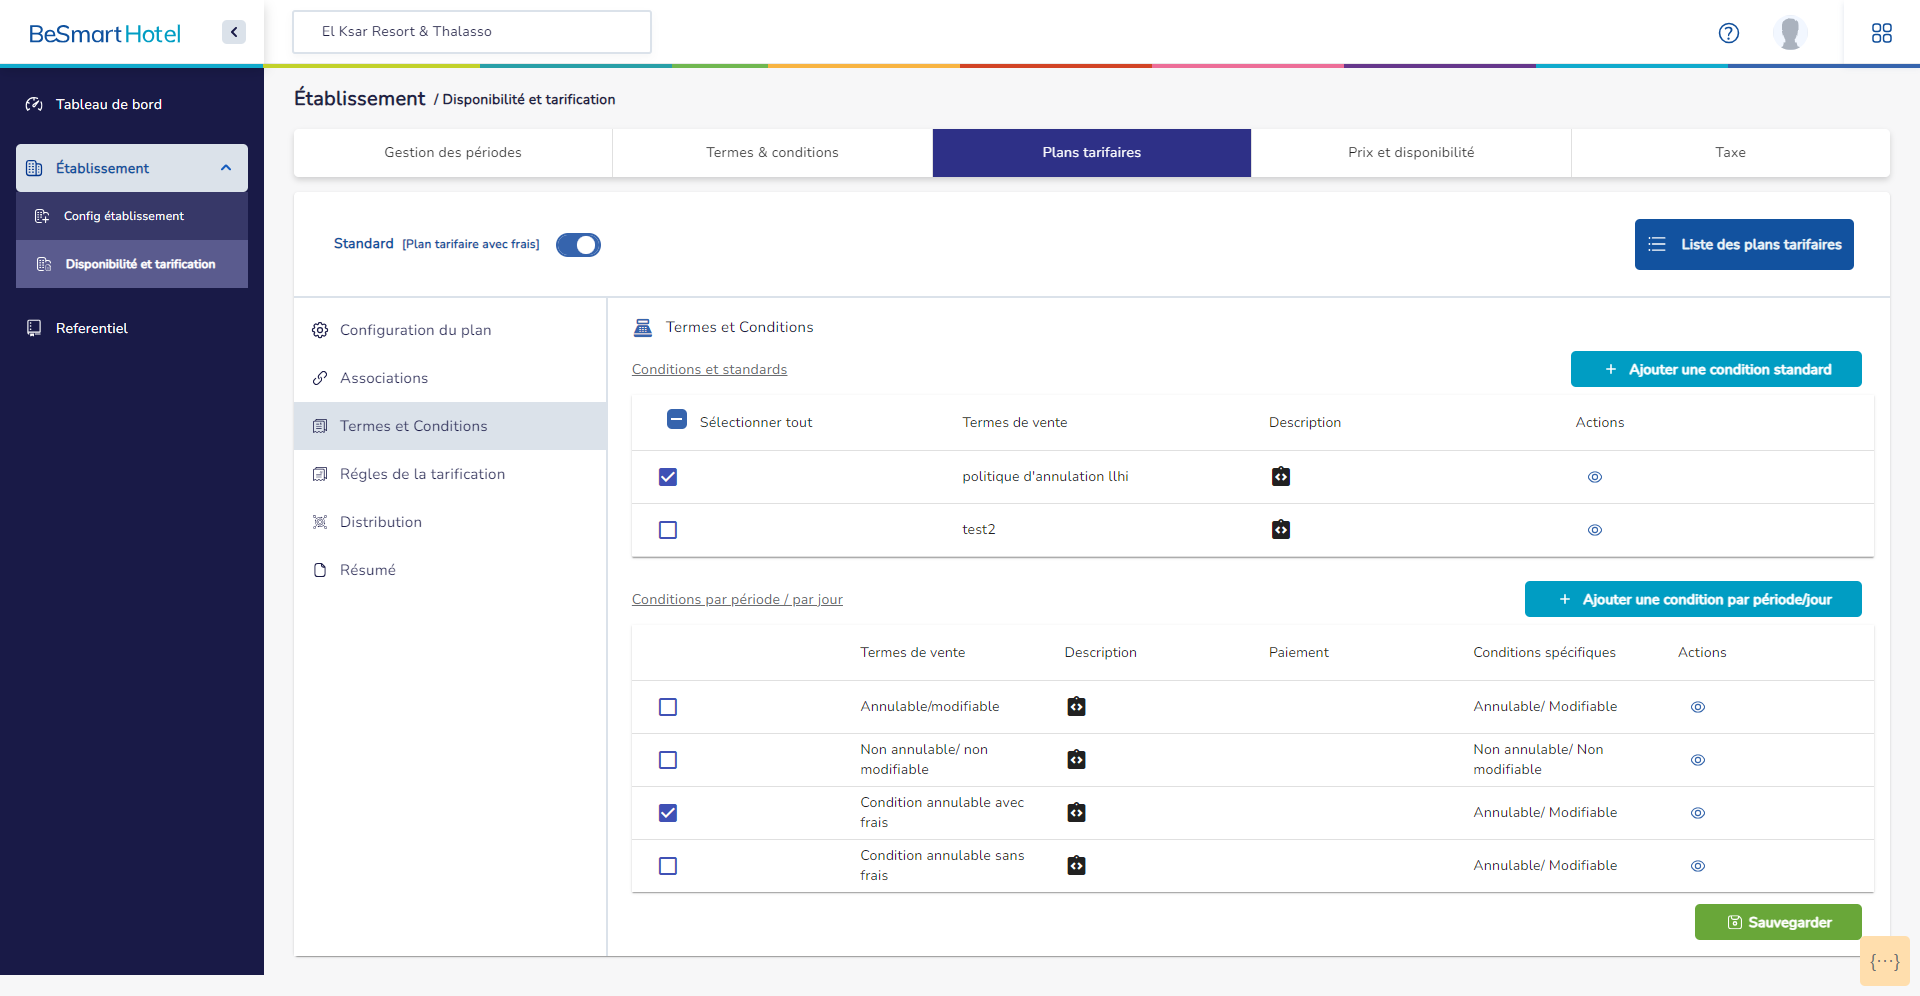 BeSmart Hotel
El Ksar Resort & Thalasso
Tableau de bord
Établissement
Config établissement
Disponibilité et tarification
Referentiel
Établissement / Disponibilité et tarification
Gestion des périodes
Termes & conditions
Plans tarifaires
Prix et disponibilité
Taxe
Standard [Plan tarifaire avec frais]
Liste des plans tarifaires
Configuration du plan
Associations
Termes et Conditions
Régles de la tarification
Distribution
Résumé
Termes et Conditions
Conditions et standards
+ Ajouter une condition standard
Sélectionner tout
Termes de vente
Description
Actions
politique d'annulation llhi
test2
Conditions par période / par jour
+ Ajouter une condition par période/jour
Termes de vente
Description
Paiement
Conditions spécifiques
Actions
Annulable/modifiable
Annulable/ Modifiable
Non annulable/ non
modifiable
Non annulable/ Non
modifiable
Condition annulable avec
frais
Annulable/ Modifiable
Condition annulable sans
frais
Annulable/ Modifiable
Sauvegarder
{···}